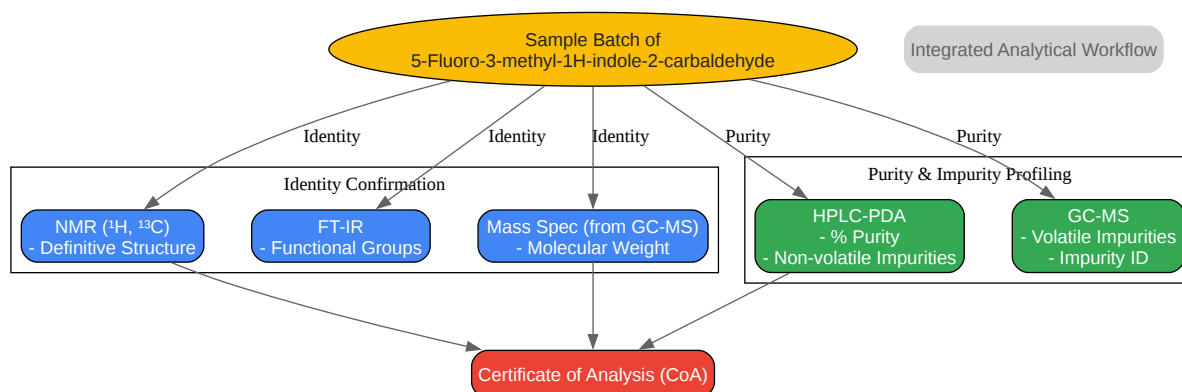 Sample Batch of
5-Fluoro-3-methyl-1H-indole-2-carbaldehyde
Integrated Analytical Workflow
Identity
Identity
Identity
Purity
Purity
Identity Confirmation
Purity & Impurity Profiling
NMR (¹H, ¹³C)
- Definitive Structure
FT-IR
- Functional Groups
Mass Spec (from GC-MS)
- Molecular Weight
HPLC-PDA
- % Purity
- Non-volatile Impurities
GC-MS
- Volatile Impurities
- Impurity ID
Certificate of Analysis (CoA)